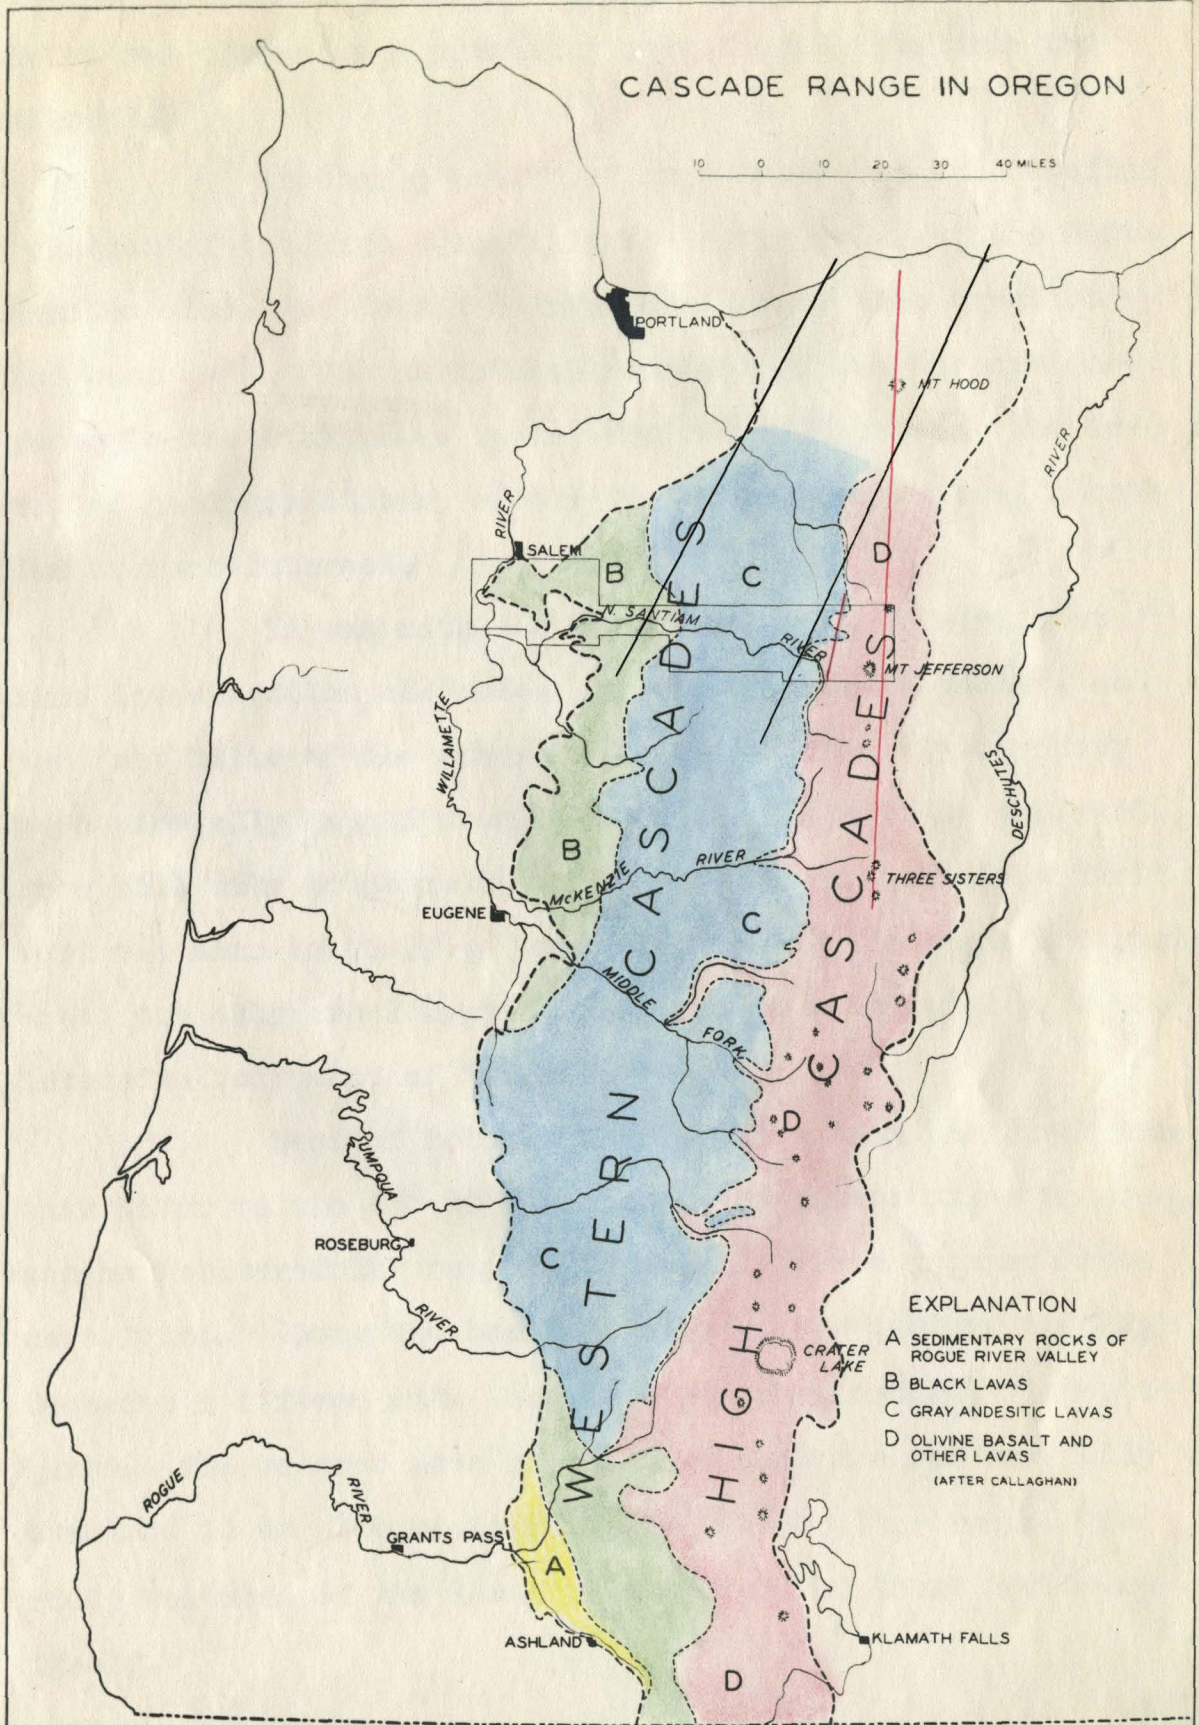 CASCADE RANGE IN OREGON
10 0 10 20 30 40 MILES
PORTLAND
MT HOOD
RIVER
RIVER
SALEM
B
C
D
N. SANTIAM
RIVER
MT JEFFERSON
WILLAMETTE
DESCHUTES
B
McKENZIE
RIVER
THREE SISTERS
EUGENE
C
MIDDLE
FORK
D
UMPQUA
ROSEBURG
C
RIVER
WESTERN CASCADES
HIGH CASCADES
CRATER
LAKE
EXPLANATION
A SEDIMENTARY ROCKS OF
ROGUE RIVER VALLEY
B BLACK LAVAS
C GRAY ANDESITIC LAVAS
D OLIVINE BASALT AND
OTHER LAVAS
(AFTER CALLAGHAN)
ROGUE
RIVER
GRANTS PASS
A
ASHLAND
KLAMATH FALLS
D